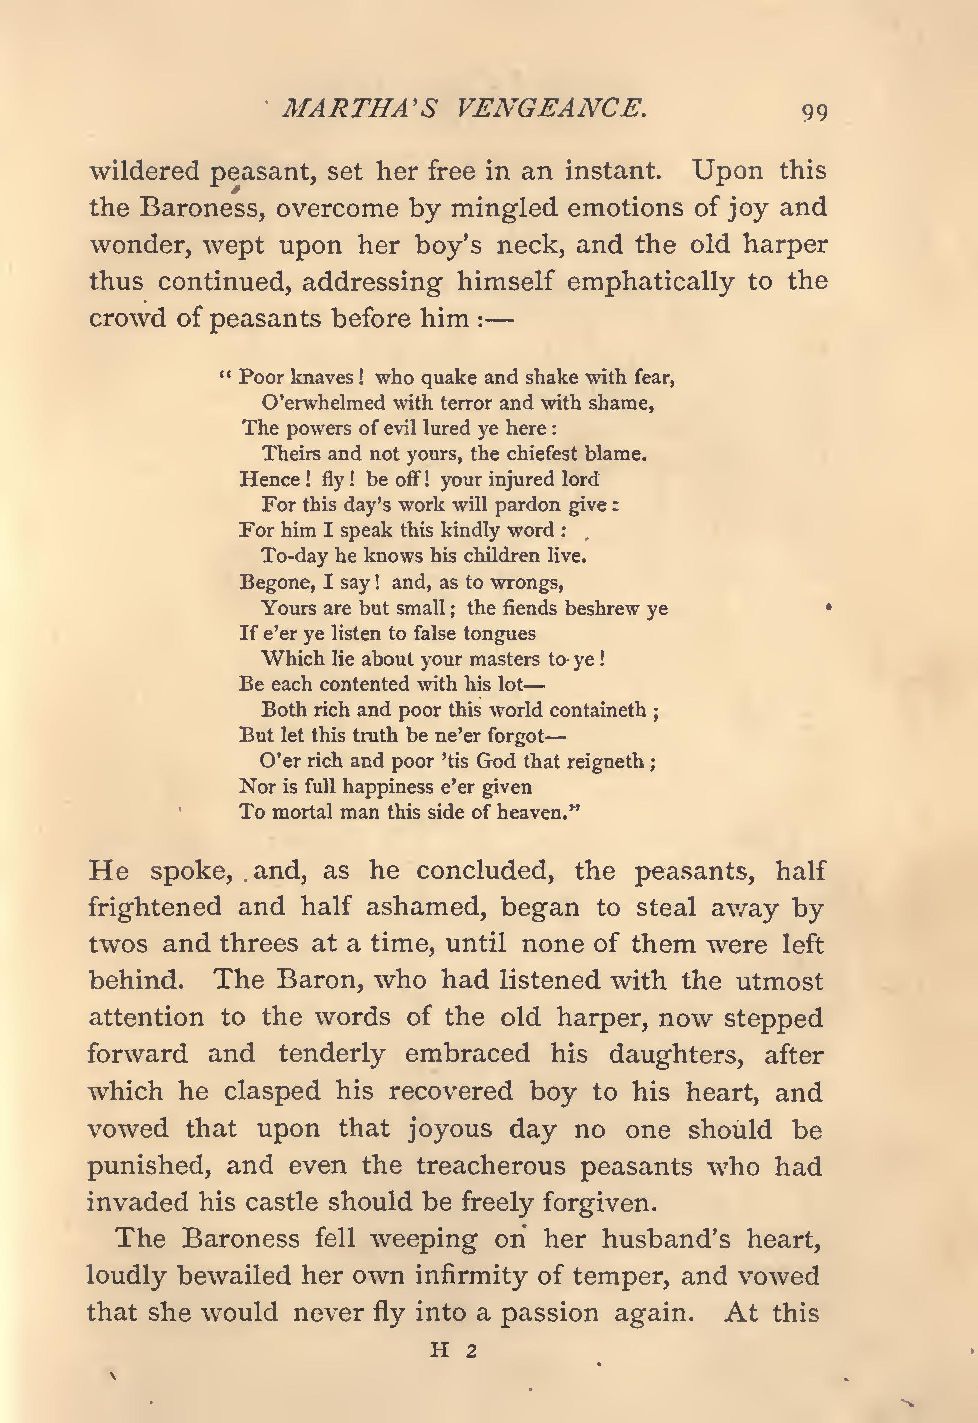 MARTHA'S VENGEANCE. 99
wildered peasant, set her free in an instant. Upon this
the Baroness, overcome by mingled emotions of joy and
wonder, wept upon her boy's neck, and the old harper
thus continued, addressing himself emphatically to the
crowd of peasants before him :—
“ Poor knaves ! who quake and shake with fear,
O'erwhelmed with terror and with shame,
The powers of evil lured ye here :
Theirs and not yours, the chiefest blame.
Hence ! fly ! be off ! your injured lord
For this day's work will pardon give :
For him I speak this kindly word :
To-day he knows his children live.
Begone, I say ! and, as to wrongs,
Yours are but small ; the fiends beshrew ye
If e'er ye listen to false tongues
Which lie about your masters to ye !
Be each contented with his lot—
Both rich and poor this world containeth ;
But let this truth be ne'er forgot—
O'er rich and poor 'tis God that reigneth ;
Nor is full happiness e'er given
To mortal man this side of heaven.”
He spoke, and, as he concluded, the peasants, half
frightened and half ashamed, began to steal away by
twos and threes at a time, until none of them were left
behind. The Baron, who had listened with the utmost
attention to the words of the old harper, now stepped
forward and tenderly embraced his daughters, after
which he clasped his recovered boy to his heart, and
vowed that upon that joyous day no one should be
punished, and even the treacherous peasants who had
invaded his castle should be freely forgiven.
The Baroness fell weeping on her husband's heart,
loudly bewailed her own infirmity of temper, and vowed
that she would never fly into a passion again. At this
H 2